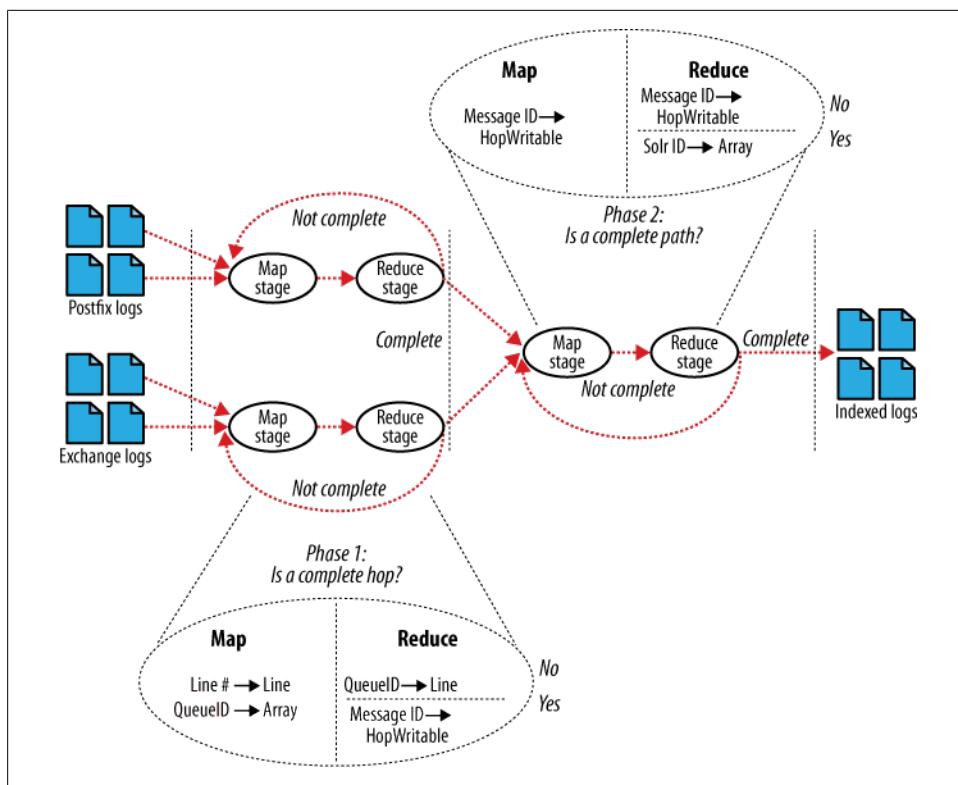 Map
Reduce
Message ID→
HopWritable
Message ID→
HopWritable
No
Solr ID→Array
Yes
Phase 2:
Is a complete path?
Not complete
Map
stage
Reduce
stage
Postfix logs
Complete
Map
stage
Reduce
stage
Complete
Not complete
Indexed logs
Map
stage
Reduce
stage
Exchange logs
Not complete
Phase 1:
Is a complete hop?
Map
Reduce
Line #→Line
QueueID→Array
QueueID→Line
No
Message ID→
HopWritable
Yes